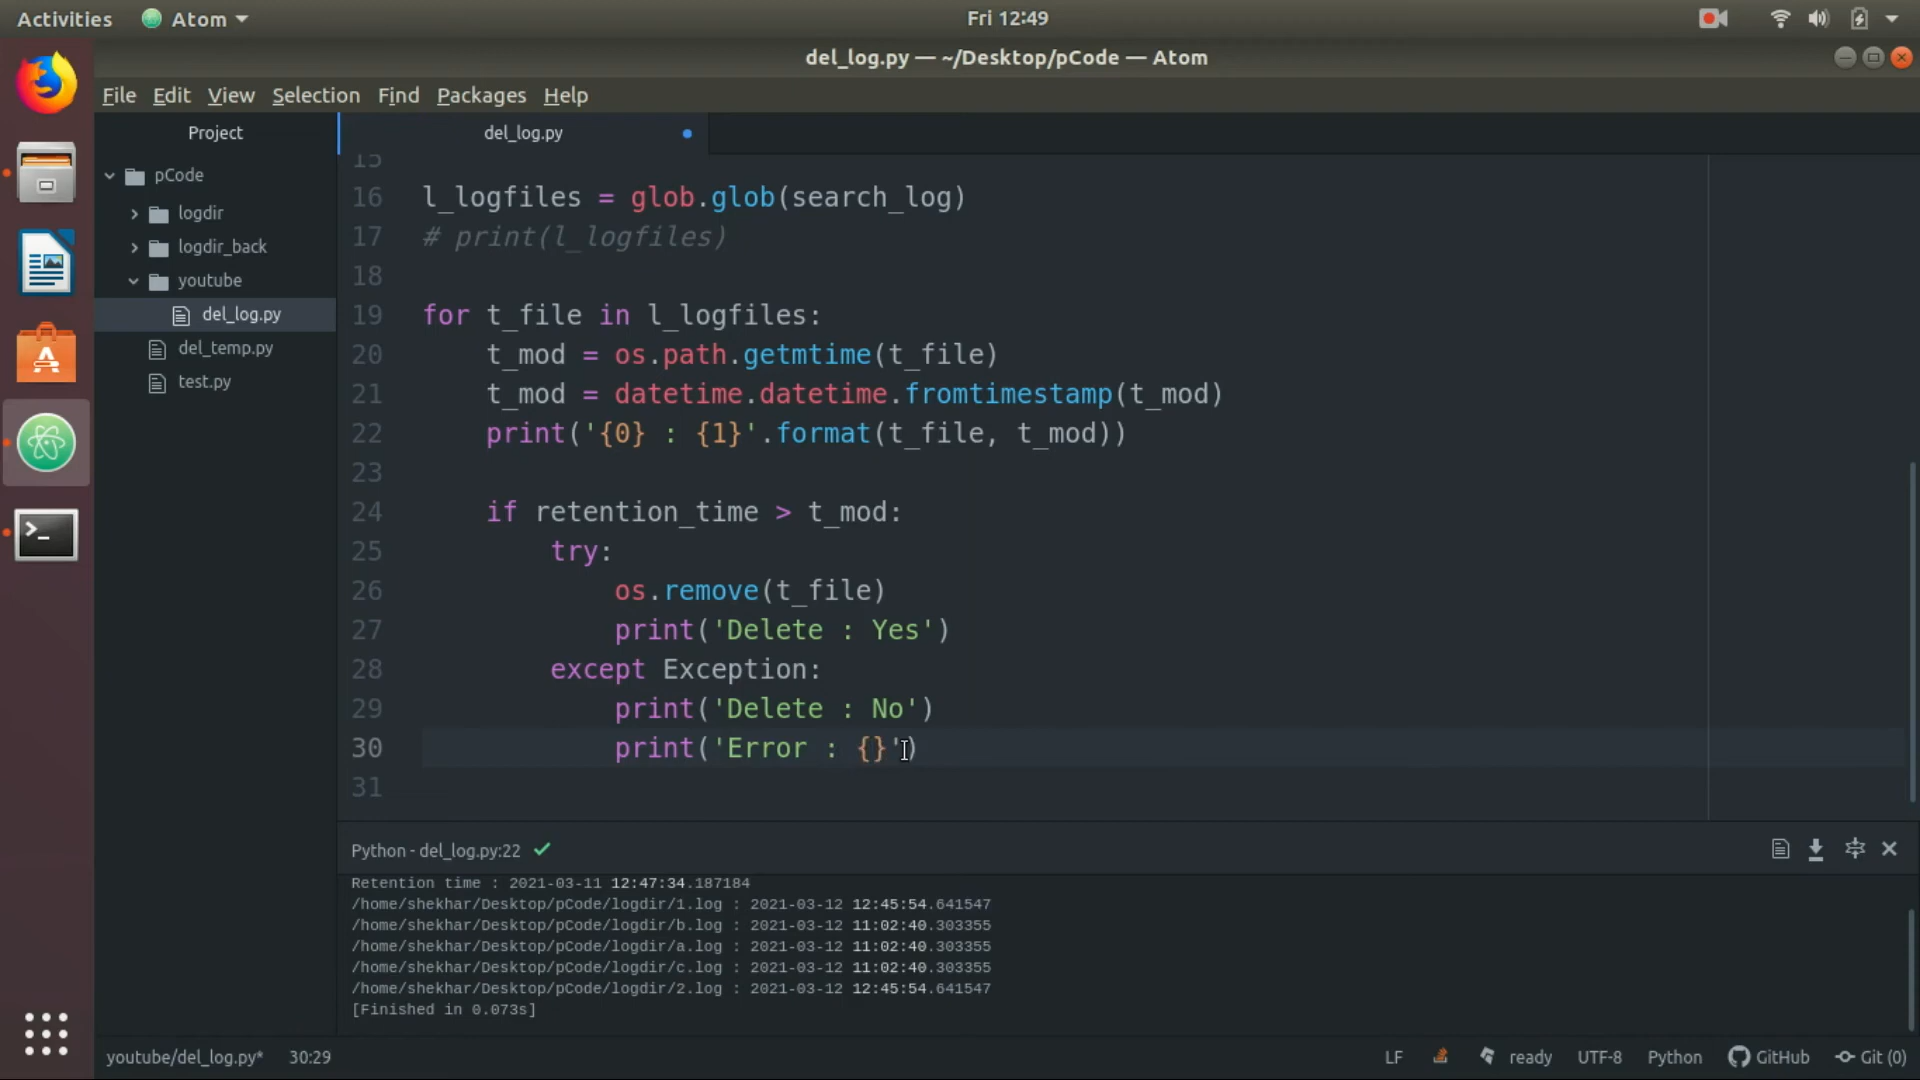 Activities Atom Fri 12:49
del_log.py — ~/Desktop/pCode — Atom
File Edit View Selection Find Packages Help
Project
del_log.py
pCode
logdir
logdir_back
youtube
del_log.py
del_temp.py
test.py
15
16 l_logfiles = glob.glob(search_log)
17 # print(l_logfiles)
18
19 for t_file in l_logfiles:
20 t_mod = os.path.getmtime(t_file)
21 t_mod = datetime.datetime.fromtimestamp(t_mod)
22 print('{0} : {1}'.format(t_file, t_mod))
23
24 if retention_time > t_mod:
25 try:
26 os.remove(t_file)
27 print('Delete : Yes')
28 except Exception:
29 print('Delete : No')
30 print('Error : {}')
31
Python - del_log.py:22
Retention time : 2021-03-11 12:47:34.187184
/home/shekhar/Desktop/pCode/logdir/1.log : 2021-03-12 12:45:54.641547
/home/shekhar/Desktop/pCode/logdir/b.log : 2021-03-12 11:02:40.303355
/home/shekhar/Desktop/pCode/logdir/a.log : 2021-03-12 11:02:40.303355
/home/shekhar/Desktop/pCode/logdir/c.log : 2021-03-12 11:02:40.303355
/home/shekhar/Desktop/pCode/logdir/2.log : 2021-03-12 12:45:54.641547
[Finished in 0.073s]
youtube/del_log.py* 30:29 LF ready UTF-8 Python GitHub Git (0)